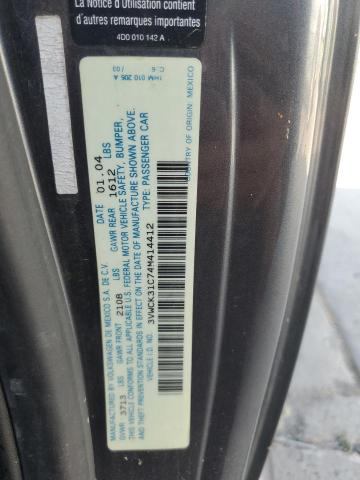 La Notice d'Utilisation contient
d'autres remarques importantes
4D0 010 142 A
MANUFACTURED BY VOLKSWAGEN DE MEXICO S.A. DE C.V. DATE 01.04
GVWR 3713 LBS GAWR FRONT 2108 LBS GAWR REAR 1612 LBS
THIS VEHICLE CONFORMS TO ALL APPLICABLE U.S. FEDERAL MOTOR VEHICLE SAFETY, BUMPER,
AND THEFT PREVENTION STANDARDS IN EFFECT ON THE DATE OF MANUFACTURE SHOWN ABOVE.
VEHICLE I.D. NO.: 3VWCK31C74M414412 TYPE: PASSENGER CAR
COUNTRY OF ORIGIN: MEXICO
1HM 010 205 A C.6 /03